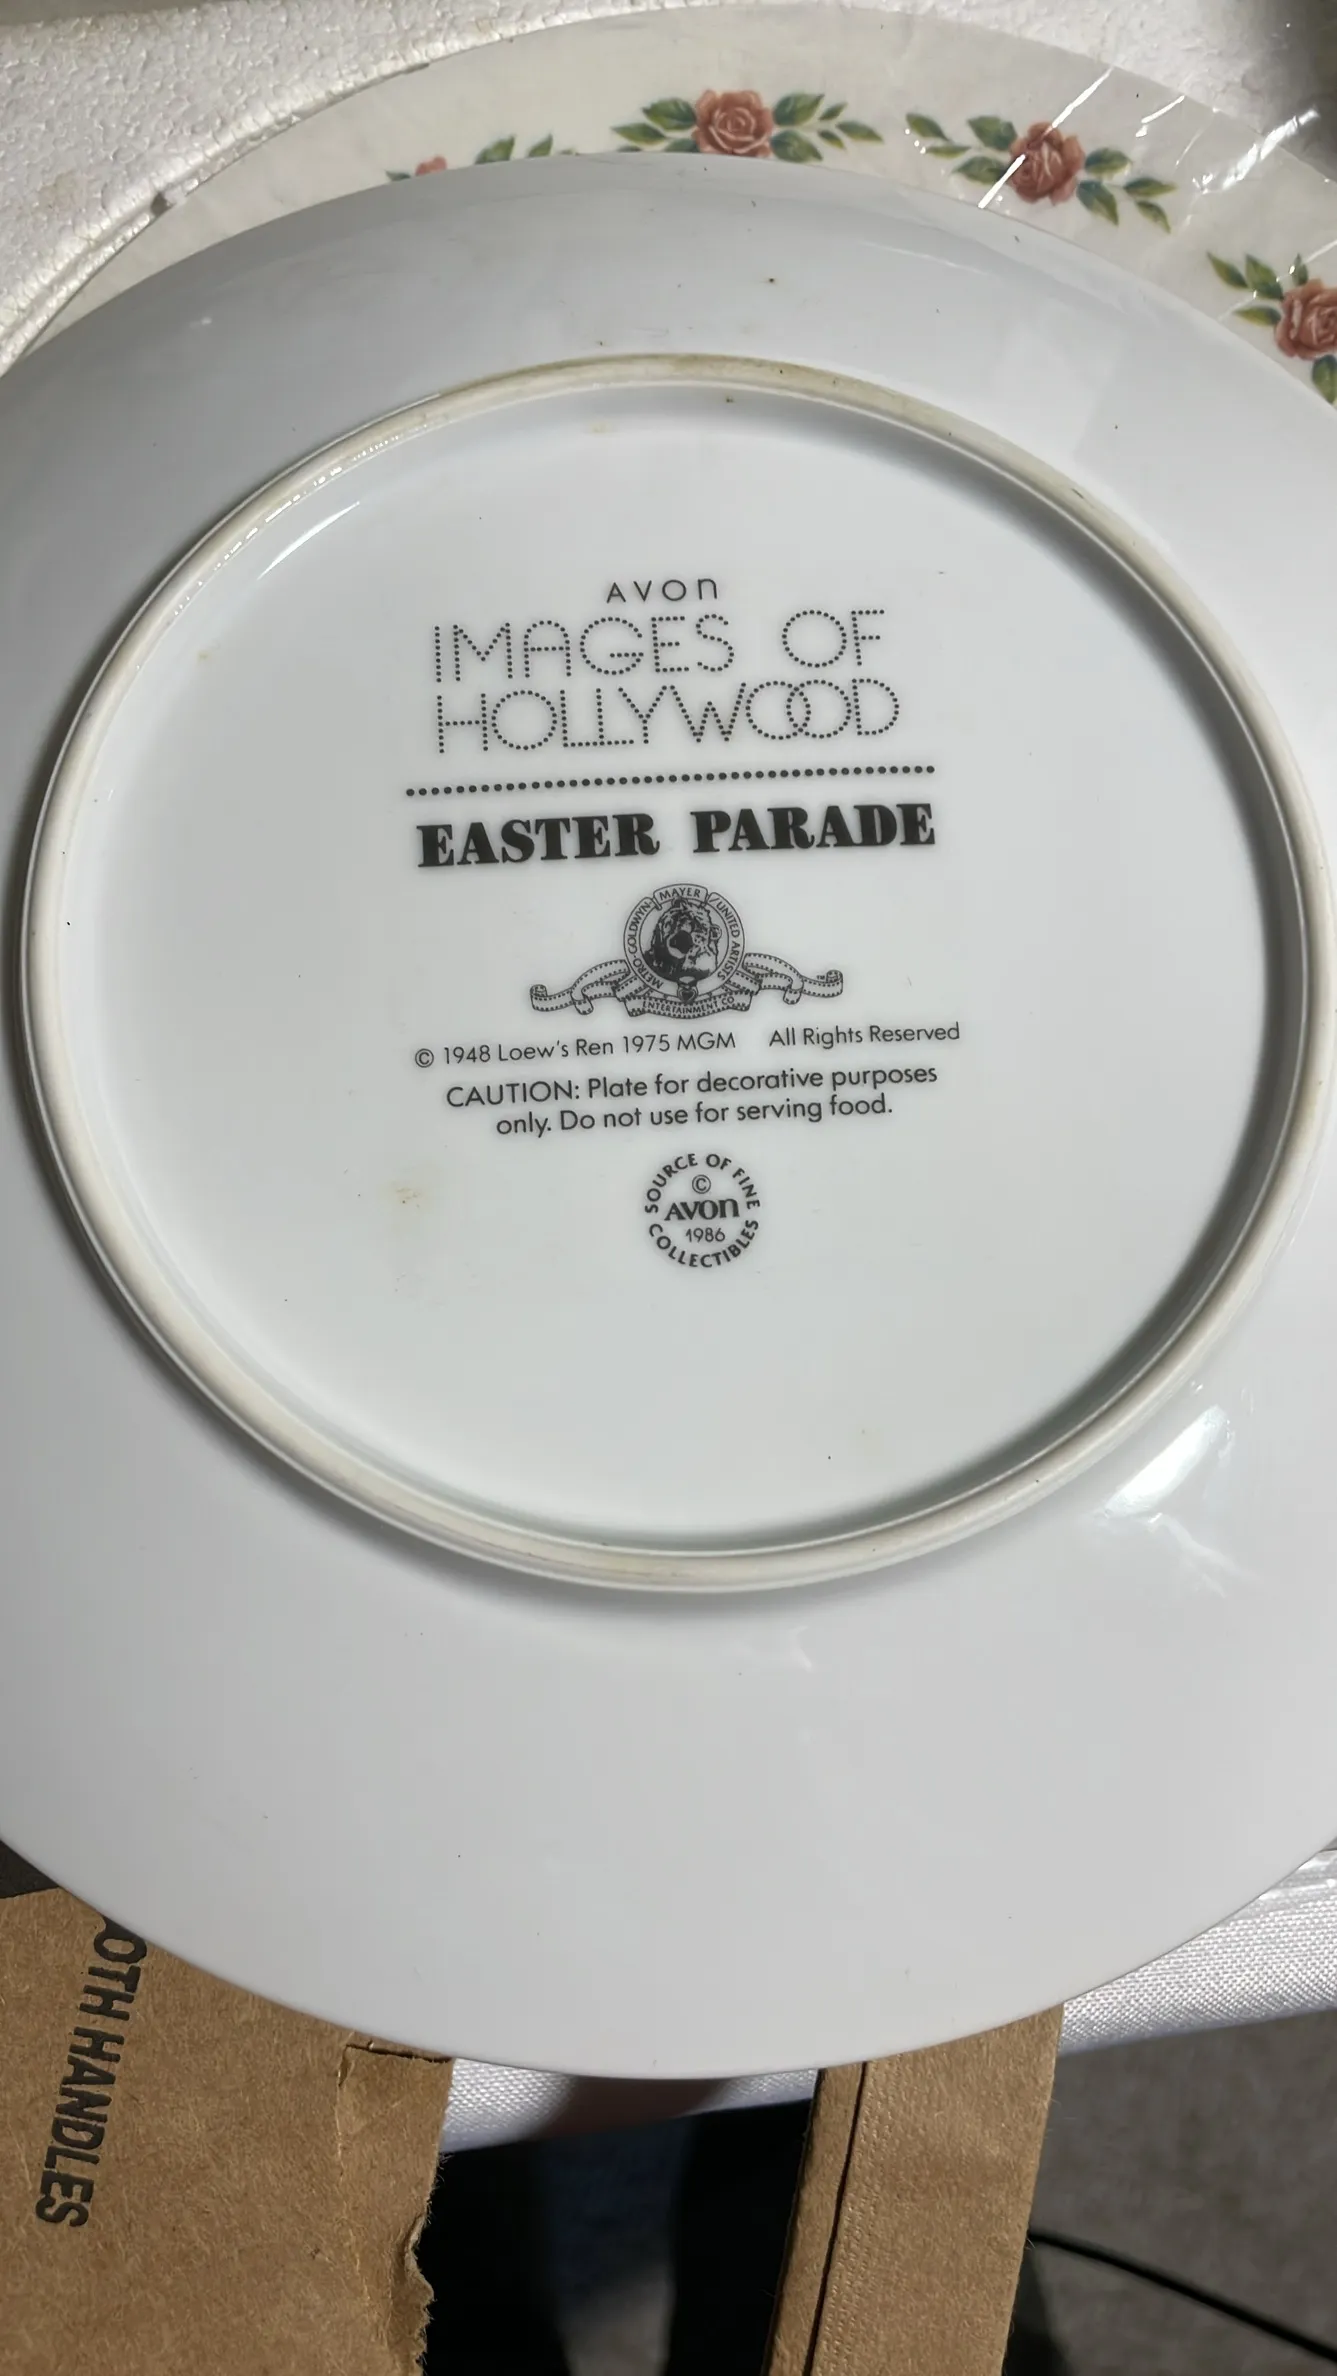 AVON
IMAGES OF
HOLLYWOOD
EASTER PARADE
METRO-GOLDWYN-MAYER/UNITED ARTISTS
ENTERTAINMENT CO
TM
© 1948 Loew's Ren 1975 MGM All Rights Reserved
CAUTION: Plate for decorative purposes
only. Do not use for serving food.
SOURCE OF FINE
©
AVON
1986
COLLECTIBLES
OTH HANDLES